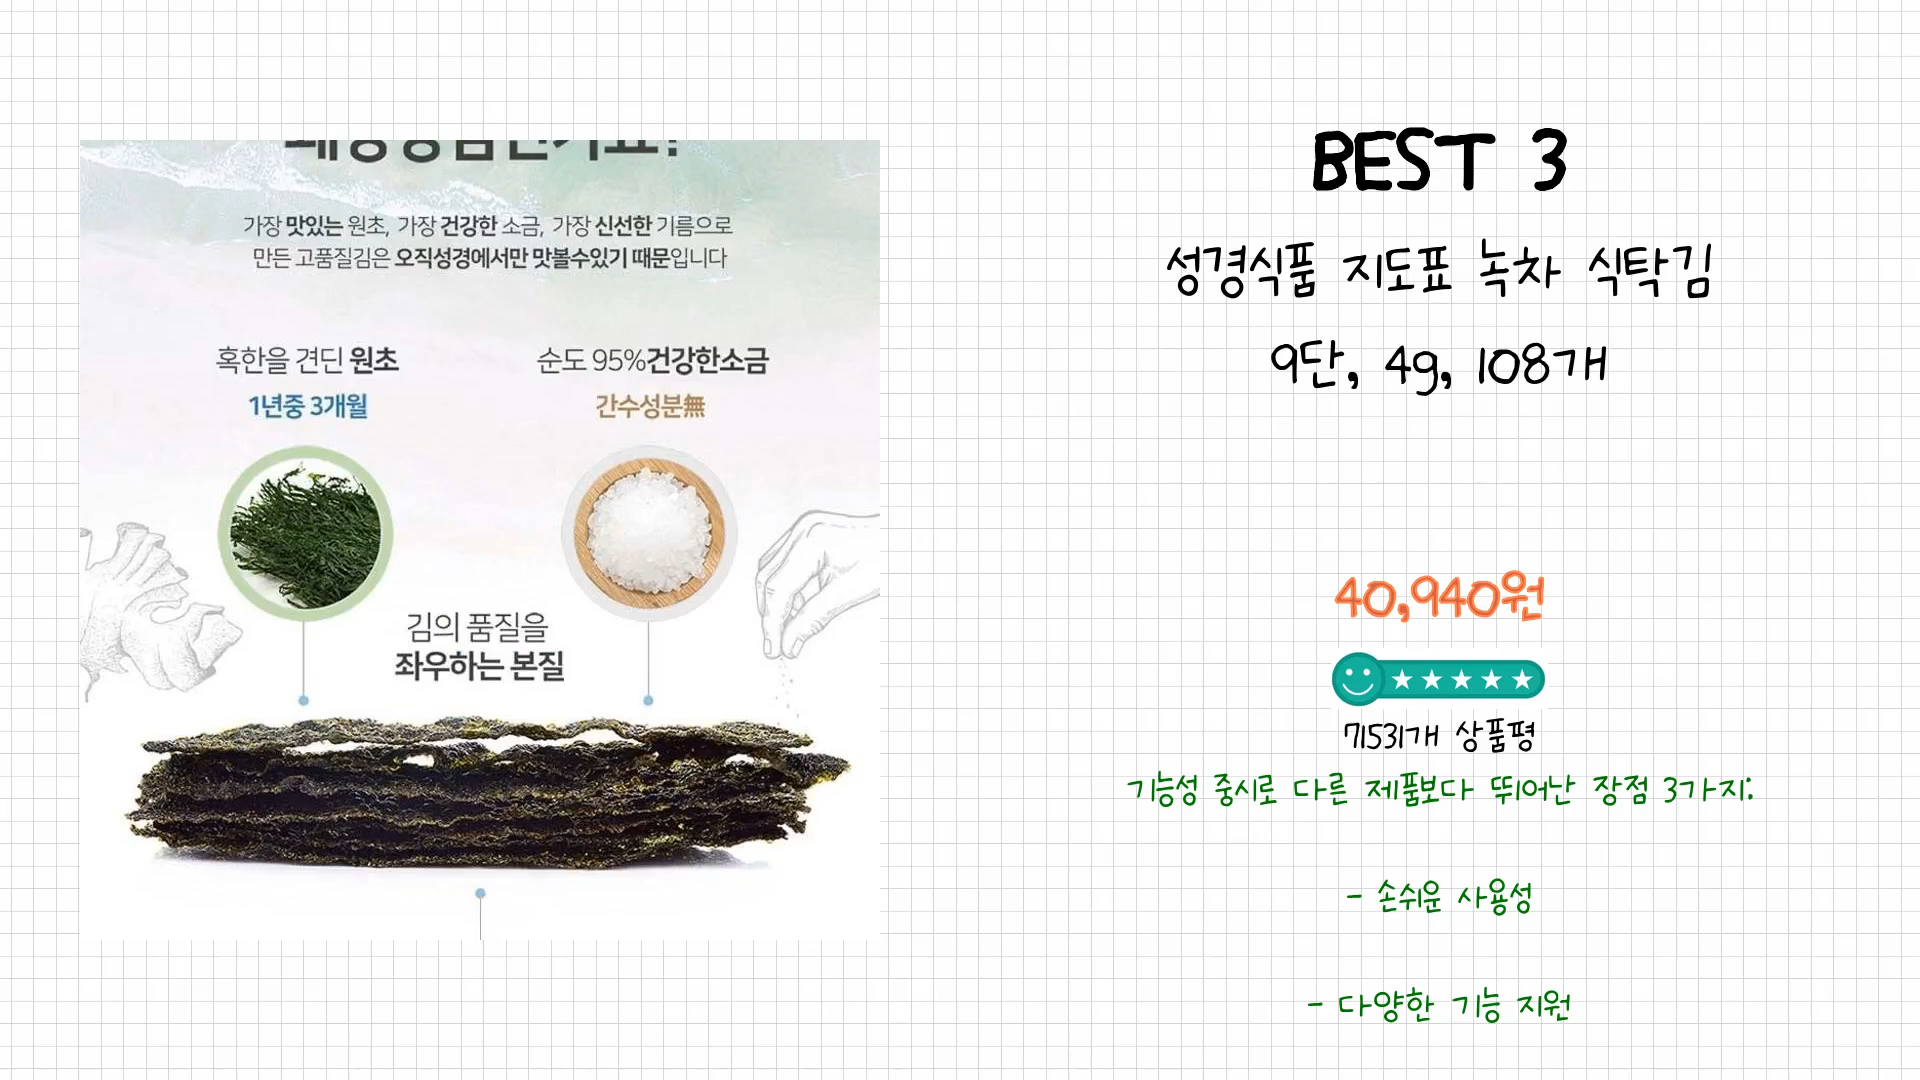 가장 맛있는 원초, 가장 건강한 소금, 가장 신선한 기름으로
만든 고품질김은 오직성경에서만 맛볼수있기 때문입니다
혹한을 견딘 원초
1년중 3개월
순도 95%건강한소금
간수성분無
김의 품질을
좌우하는 본질
BEST 3
성경식품 지도표 녹차 식탁김
9단, 4g, 108개
40,940원
71531개 상품평
기능성 중시로 다른 제품보다 뛰어난 장점 3가지:
- 손쉬운 사용성
- 다양한 기능 지원